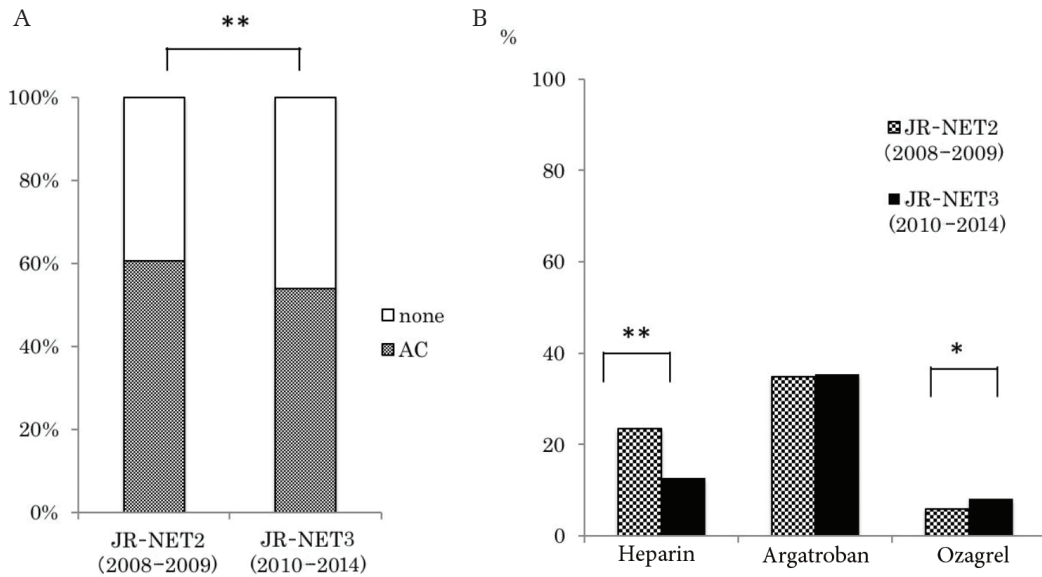 A
**
100%
80%
60%
40%
20%
0%
none
AC
JR-NET2
(2008-2009)
JR-NET3
(2010-2014)
B
%
100
80
60
40
20
0
JR-NET2
(2008-2009)
JR-NET3
(2010-2014)
**
*
Heparin
Argatroban
Ozagrel